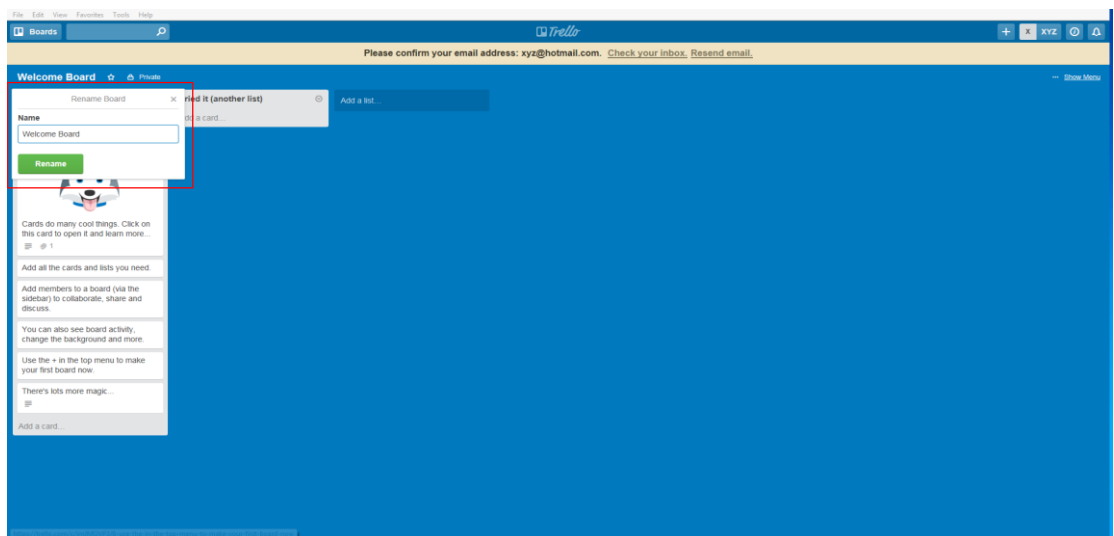 File Edit View Favorites Tools Help
Boards
Trello
X XYZ
Please confirm your email address: xyz@hotmail.com. Check your inbox. Resend email.
Welcome Board Private
... Show Menu
Rename Board
Name
Welcome Board
Rename
ried it (another list)
dd a card...
Add a list...
Cards do many cool things. Click on
this card to open it and learn more...
1
Add all the cards and lists you need.
Add members to a board (via the
sidebar) to collaborate, share and
discuss.
You can also see board activity,
change the background and more.
Use the + in the top menu to make
your first board now.
There's lots more magic...
Add a card...